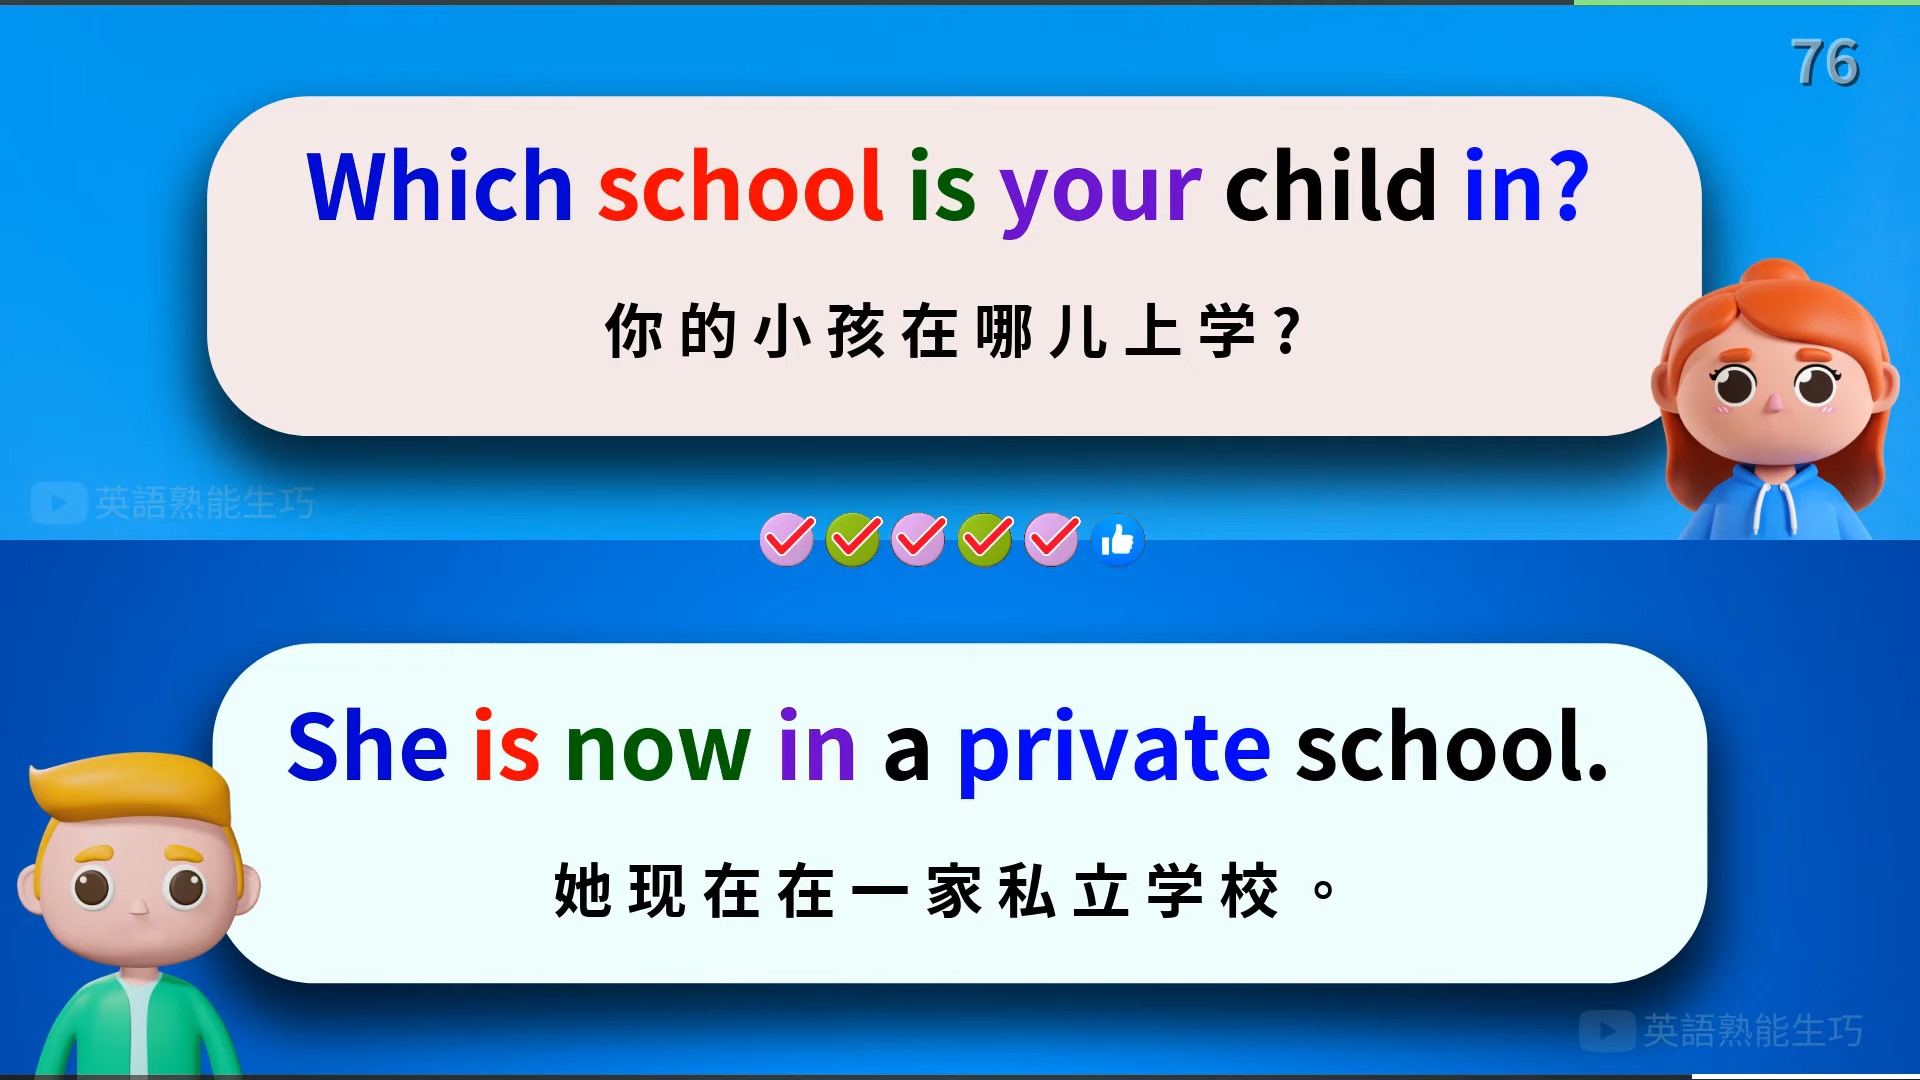 76
Which school is your child in?
你的小孩在哪儿上学?
英語熟能生巧
She is now in a private school.
她现在在一家私立学校。
英語熟能生巧